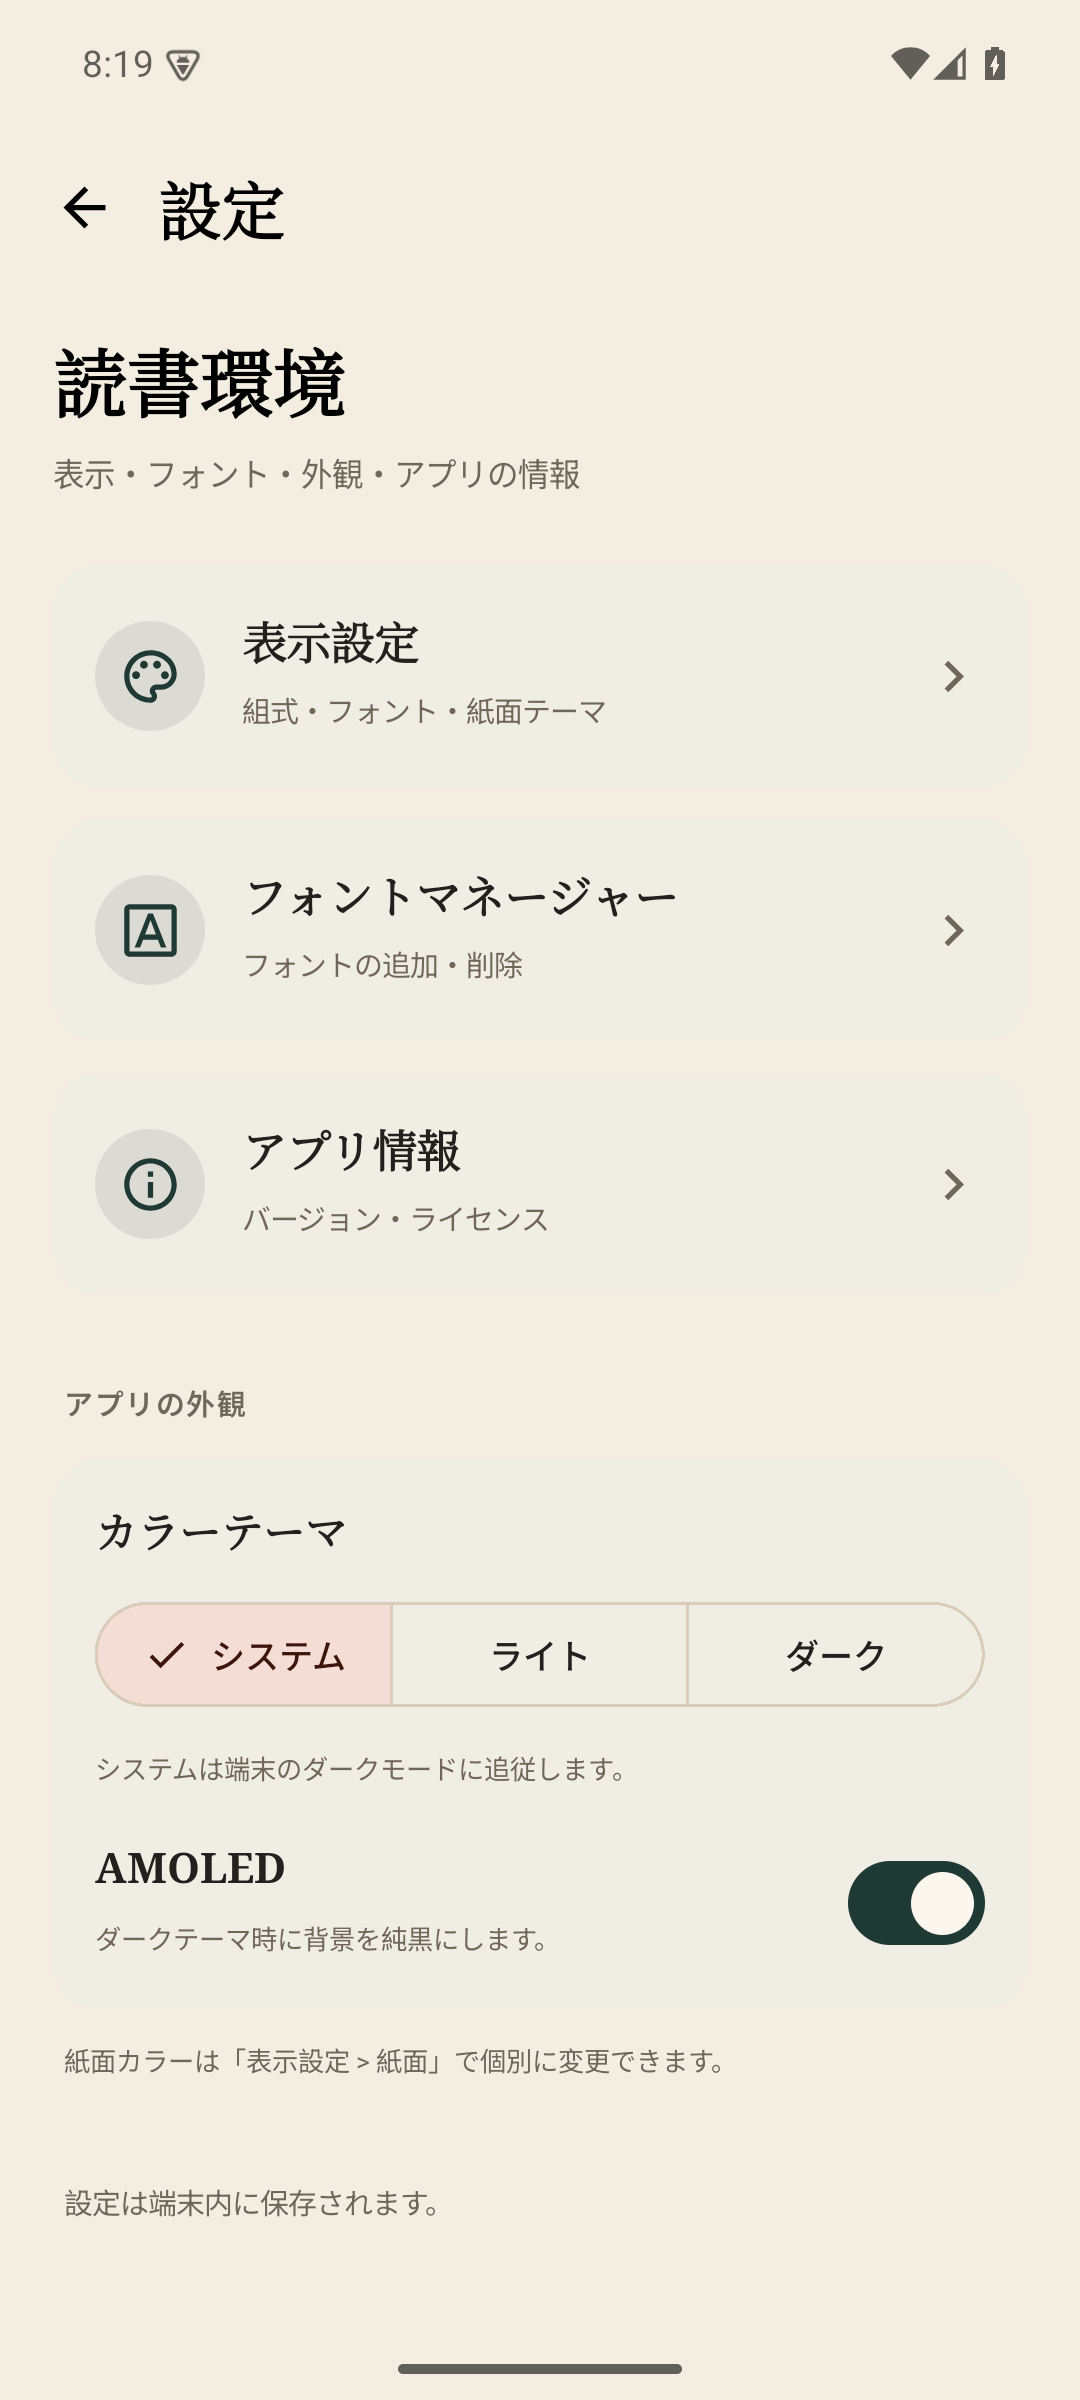 8:19
設定
読書環境
表示・フォント・外観・アプリの情報
表示設定
組式・フォント・紙面テーマ
フォントマネージャー
フォントの追加・削除
アプリ情報
バージョン・ライセンス
アプリの外観
カラーテーマ
システム
ライト
ダーク
システムは端末のダークモードに追従します。
AMOLED
ダークテーマ時に背景を純黒にします。
紙面カラーは「表示設定 > 紙面」で個別に変更できます。
設定は端末内に保存されます。